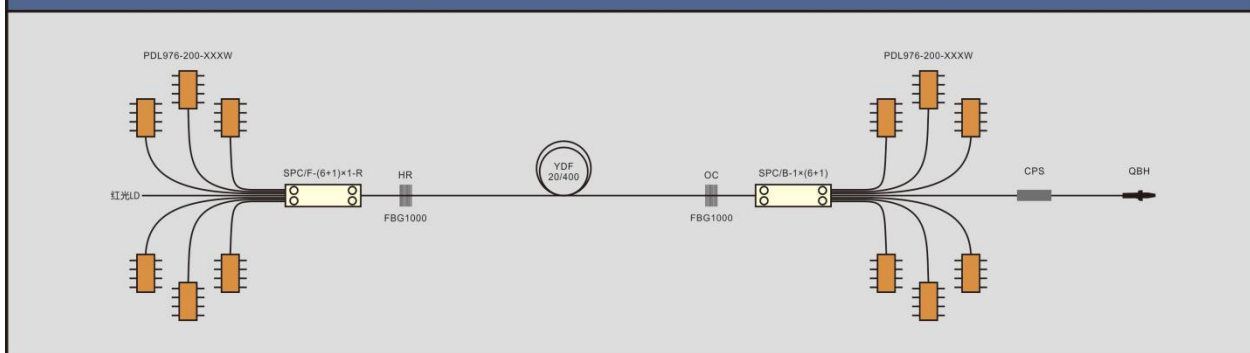 PDL976-200-XXXW
PDL976-200-XXXW
SPC/F-(6+1)×1-R
HR
YDF
20/400
OC
SPC/B-1×(6+1)
CPS
QBH
红光LD
FBG1000
FBG1000